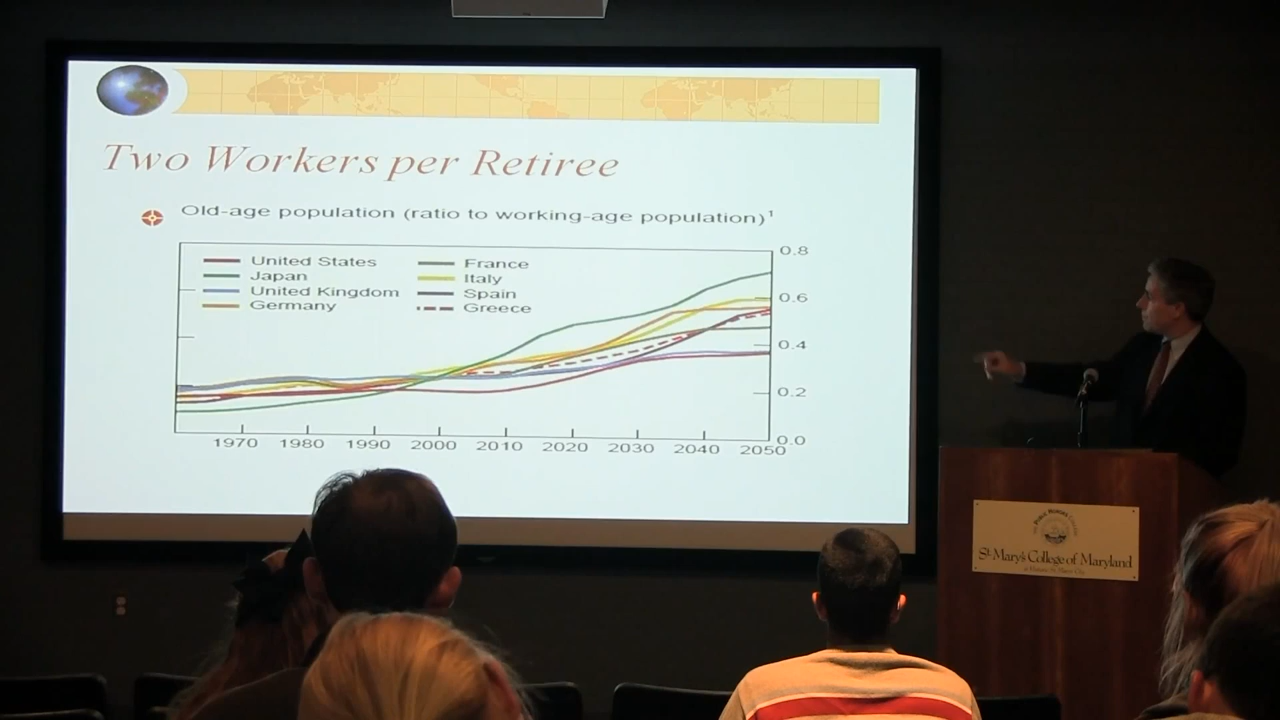 Two Workers per Retiree
Old-age population (ratio to working-age population)¹
0.8
United States France
Japan Italy
0.6
United Kingdom Spain
Germany Greece
0.4
0.2
0.0
1970 1980 1990 2000 2010 2020 2030 2040 2050
St. Mary's College of Maryland